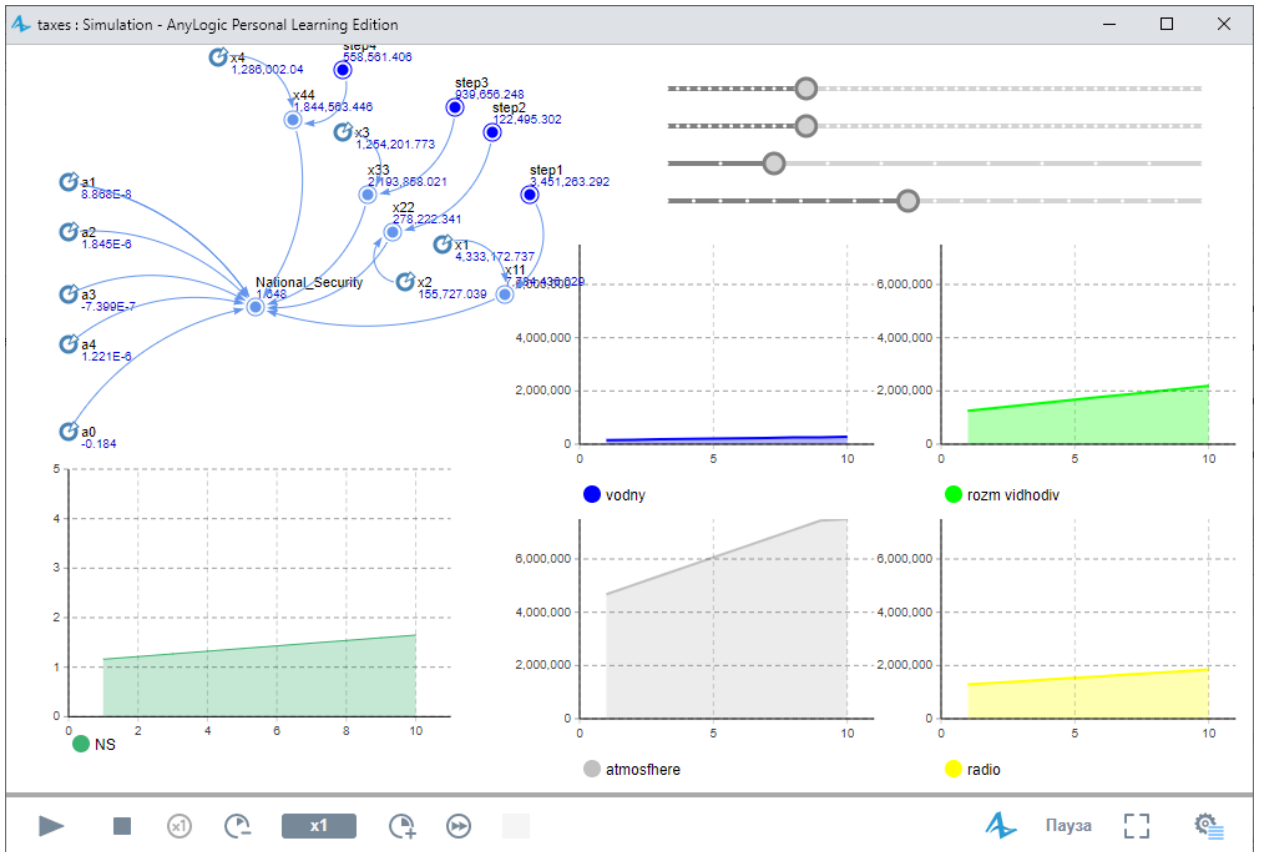 taxes : Simulation - AnyLogic Personal Learning Edition
x4
1,286,002.04
step4
558,561.406
x44
1,844,563.446
step3
939,656.248
step2
122,495.302
x3
1,254,201.773
x33
2,193,858.021
step1
3,451,263.292
a1
8.868E-8
x22
278,222.341
a2
1.845E-6
x1
4,333,172.737
x11
x2
155,727.039
National_Security
1.648
a3
-7.399E-7
a4
1.221E-6
a0
-0.184
4,000,000
2,000,000
0
0 5 10
vodny
6,000,000
4,000,000
2,000,000
0
0 5 10
rozm vidhodiv
5
4
3
2
1
0
0 2 4 6 8 10
NS
6,000,000
4,000,000
2,000,000
0
0 5 10
atmosfhere
6,000,000
4,000,000
2,000,000
0
0 5 10
radio
x1
x1
Пауза